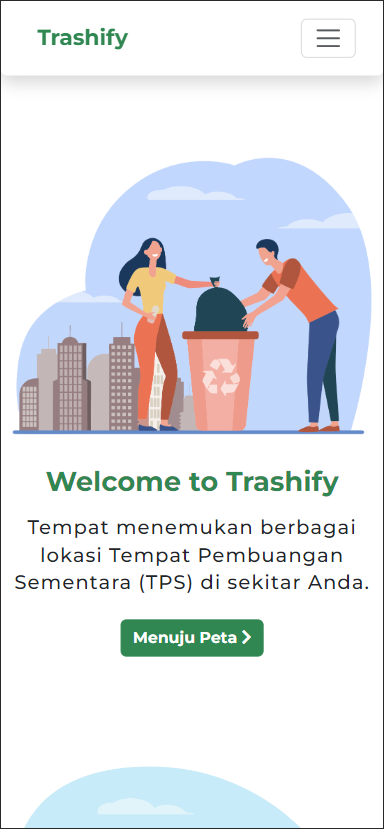 Trashify
Welcome to Trashify
Tempat menemukan berbagai
lokasi Tempat Pembuangan
Sementara (TPS) di sekitar Anda.
Menuju Peta